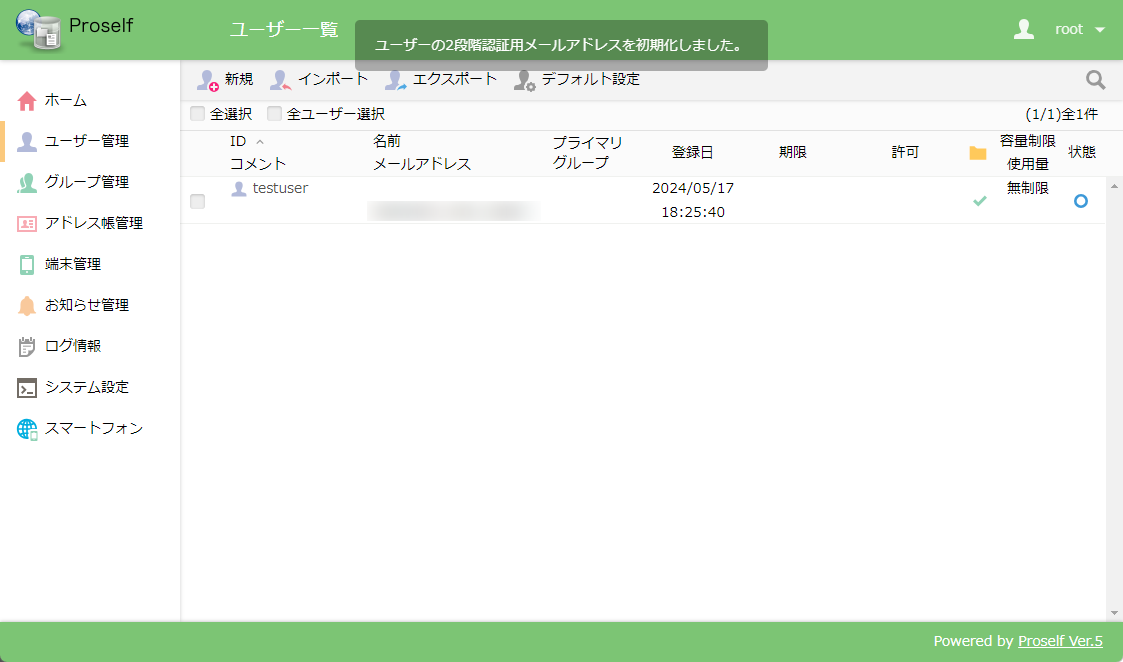 Proself
ユーザー一覧
ユーザーの2段階認証用メールアドレスを初期化しました。
root
新規 インポート エクスポート デフォルト設定
全選択 全ユーザー選択 (1/1)全1件
ホーム
ユーザー管理
グループ管理
アドレス帳管理
端末管理
お知らせ管理
ログ情報
システム設定
スマートフォン
ID 名前 プライマリ 登録日 期限 許可 容量制限 状態
コメント メールアドレス グループ 使用量
testuser 2024/05/17 無制限
18:25:40
Powered by Proself Ver.5